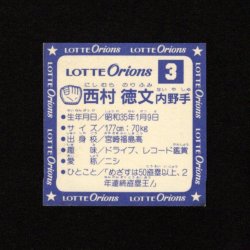 LOTTE Orions LOTTE Orions
LOTTE Orions 3
にしむら のりふみ ないやしゅ
西村 徳文 内野手
●生年月日／昭和35年1月9日
●サイズ／177cm：70kg
●出身校／宮崎福島高
●趣味／ドライブ、レコード鑑賞
●愛称／ニシ
●ひとこと／「めざすは50盗塁以上、2
年連続盗塁王」
LOTTE Orions LOTTE Orions